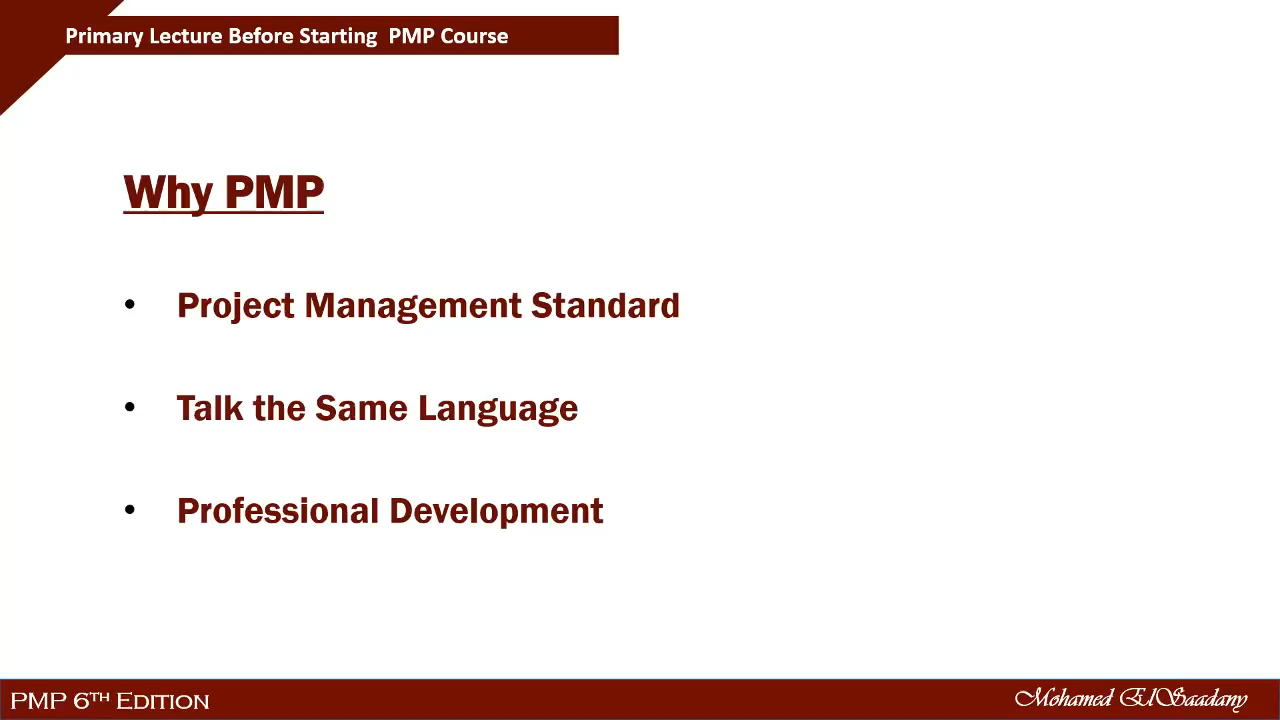 Primary Lecture Before Starting PMP Course
Why PMP
• Project Management Standard
• Talk the Same Language
• Professional Development
PMP 6TH EDITION
Mohamed ElSaadany